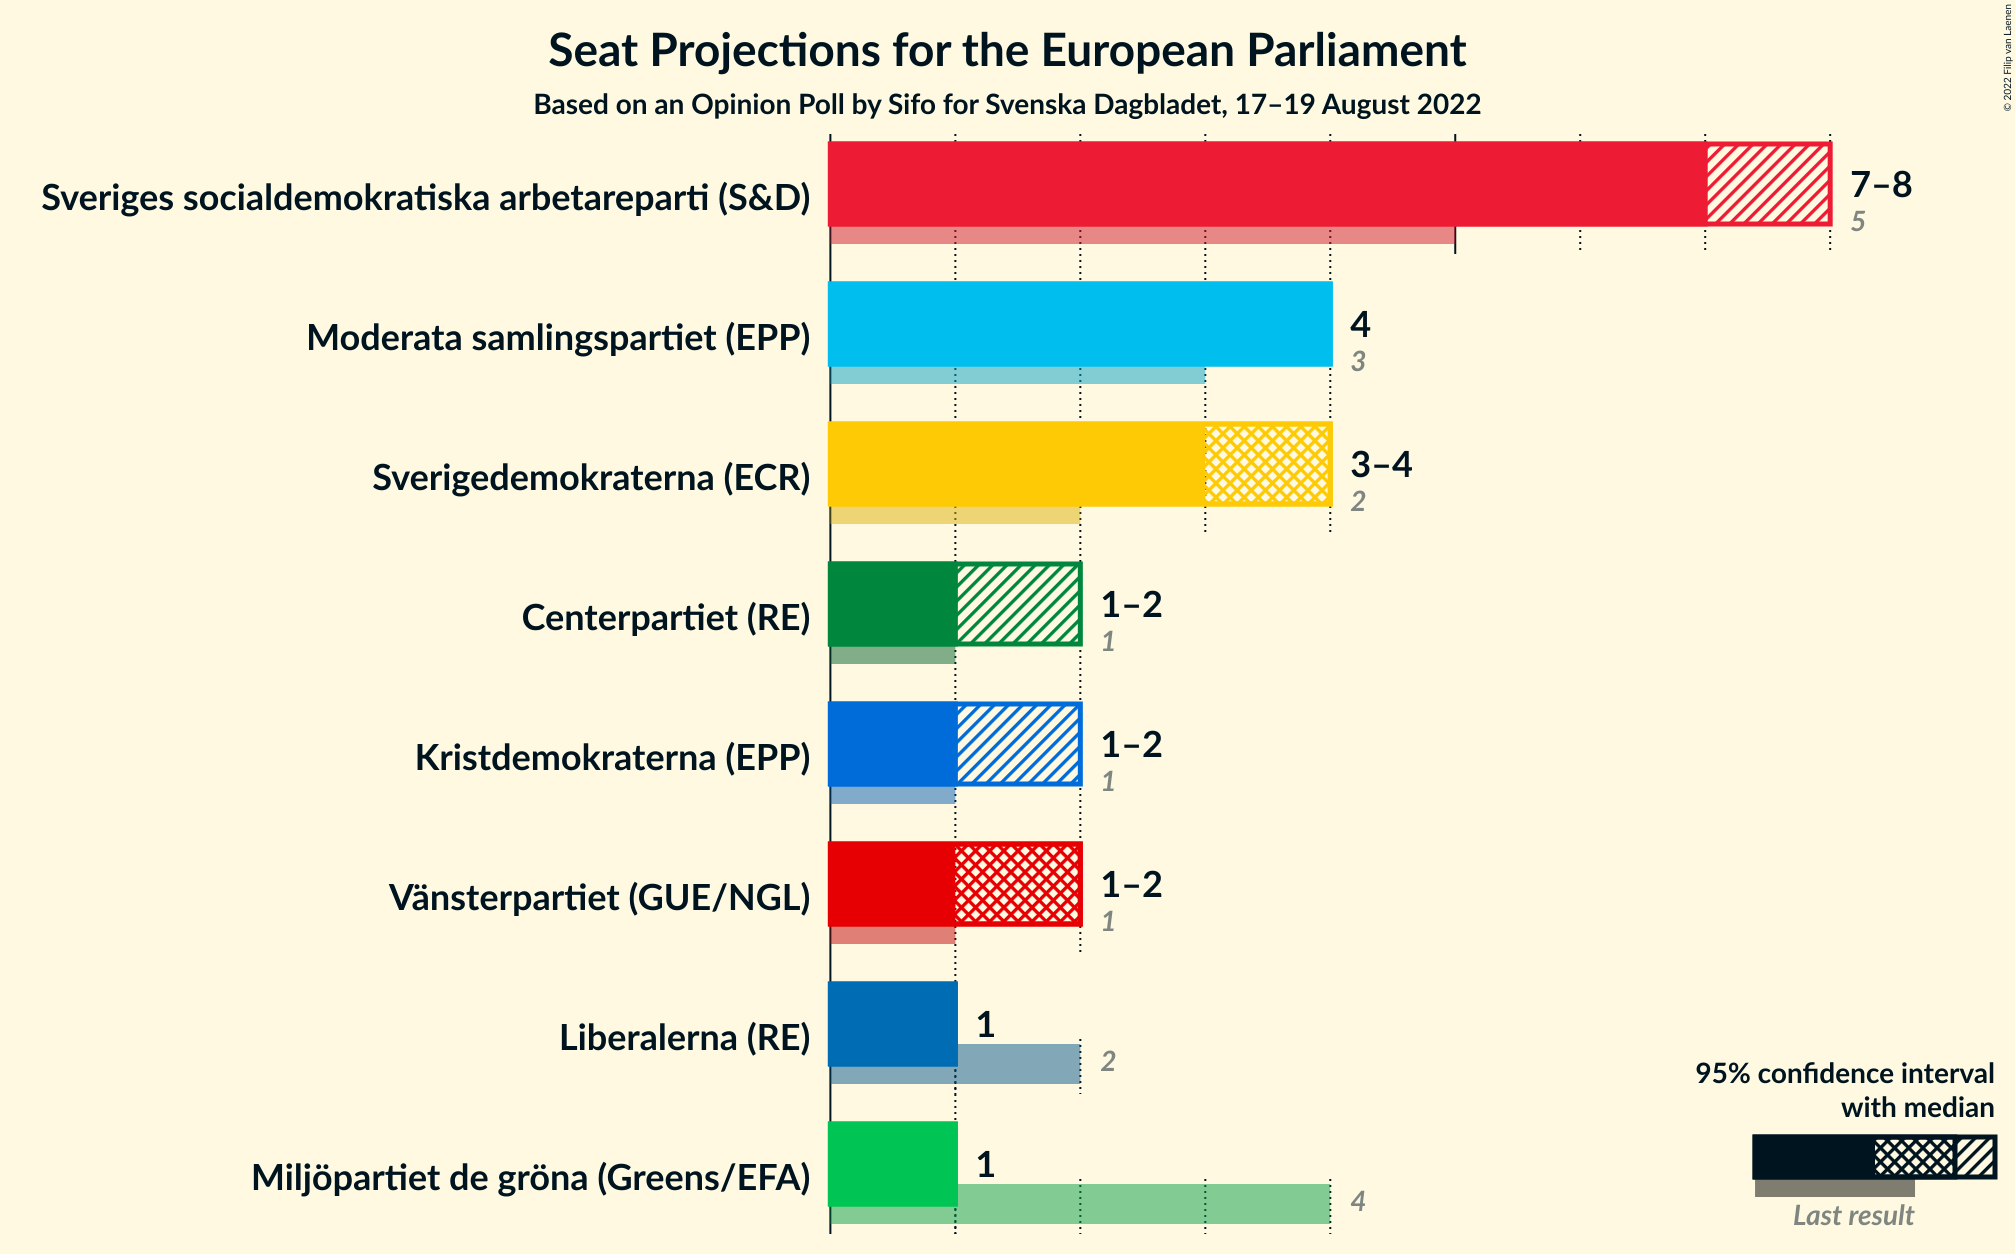 Seat Projections for the European Parliament
Based on an Opinion Poll by Sifo for Svenska Dagbladet, 17–19 August 2022
© 2022 Filip van Laenen
Sveriges socialdemokratiska arbetareparti (S&D)
7–8
5
Moderata samlingspartiet (EPP)
4
3
Sverigedemokraterna (ECR)
3–4
2
Centerpartiet (RE)
1–2
1
Kristdemokraterna (EPP)
1–2
1
Vänsterpartiet (GUE/NGL)
1–2
1
Liberalerna (RE)
1
2
Miljöpartiet de gröna (Greens/EFA)
1
4
95% confidence interval
with median
Last result